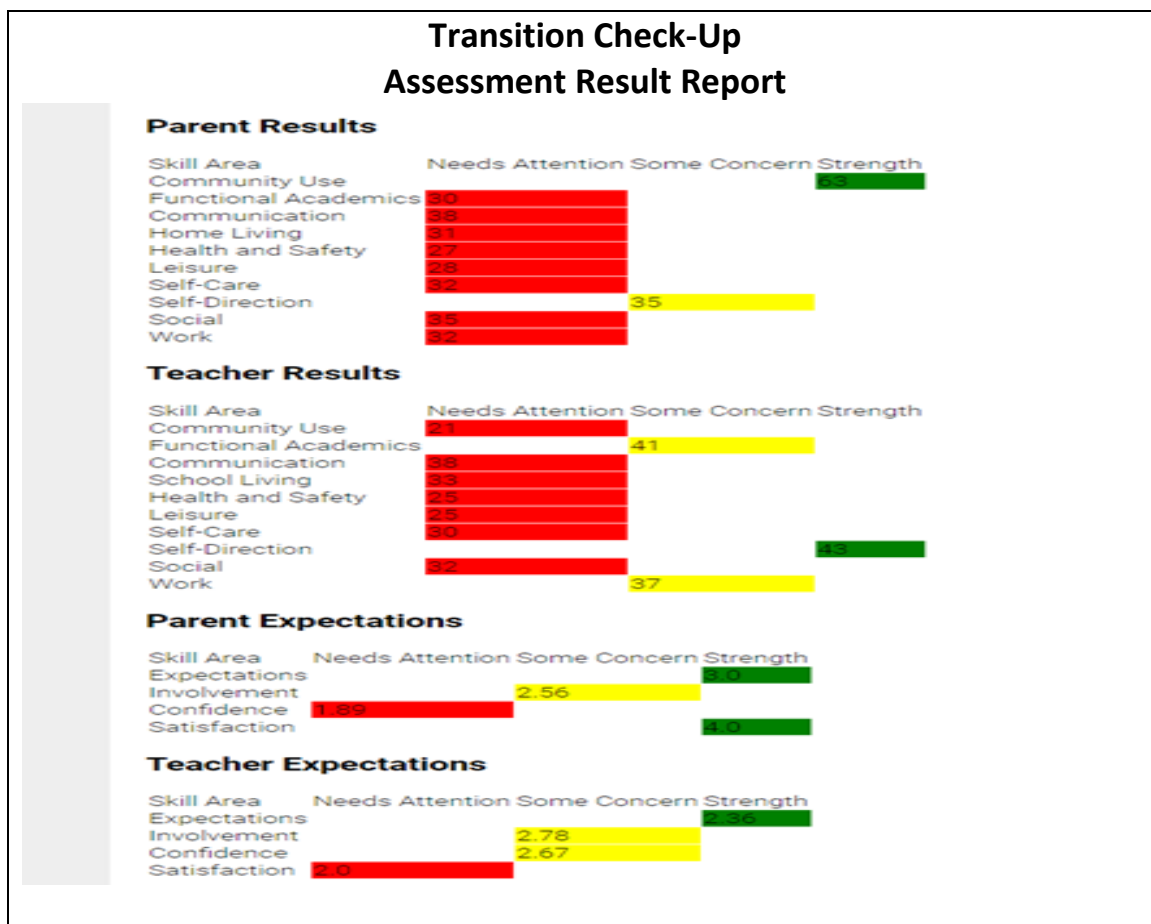 Transition Check-Up
Assessment Result Report
Parent Results
Skill Area Needs Attention Some Concern Strength
Community Use 63
Functional Academics 30
Communication 38
Home Living 31
Health and Safety 27
Leisure 28
Self-Care 32
Self-Direction 35
Social 35
Work 32
Teacher Results
Skill Area Needs Attention Some Concern Strength
Community Use 21
Functional Academics 41
Communication 38
School Living 33
Health and Safety 25
Leisure 25
Self-Care 30
Self-Direction 43
Social 32
Work 37
Parent Expectations
Skill Area Needs Attention Some Concern Strength
Expectations 3.0
Involvement 2.56
Confidence 1.89
Satisfaction 4.0
Teacher Expectations
Skill Area Needs Attention Some Concern Strength
Expectations 2.36
Involvement 2.78
Confidence 2.67
Satisfaction 2.0